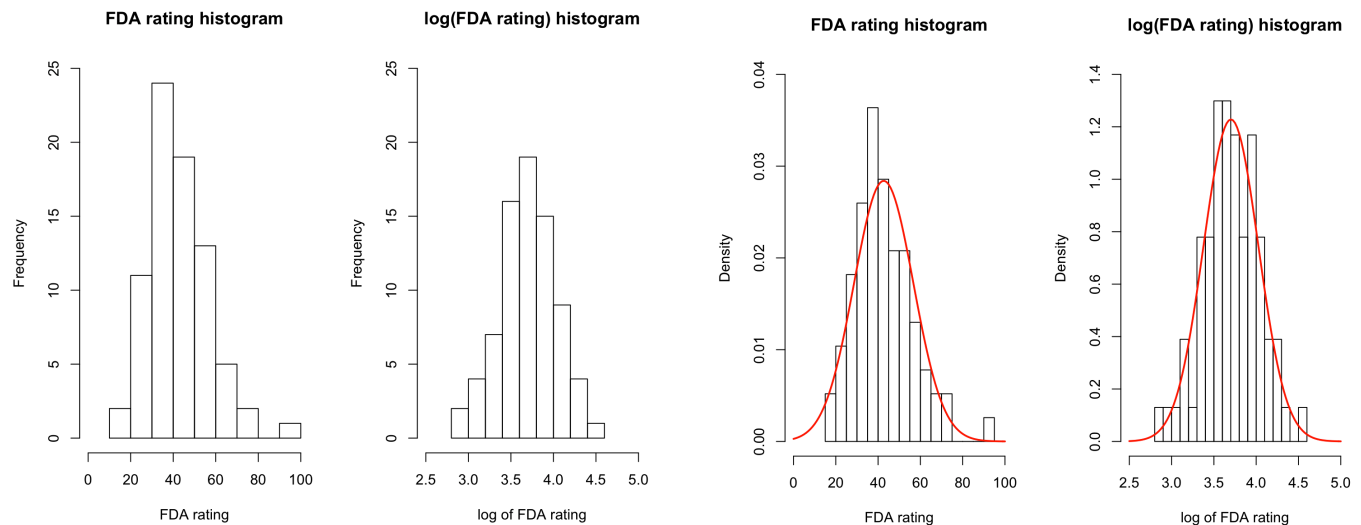 FDA rating histogram
Frequency
25
20
15
10
5
0
0 20 40 60 80 100
FDA rating
log(FDA rating) histogram
Frequency
25
20
15
10
5
0
2.5 3.0 3.5 4.0 4.5 5.0
log of FDA rating
FDA rating histogram
Density
0.04
0.03
0.02
0.01
0.00
0 20 40 60 80 100
FDA rating
log(FDA rating) histogram
Density
1.4
1.2
1.0
0.8
0.6
0.4
0.2
0.0
2.5 3.0 3.5 4.0 4.5 5.0
log of FDA rating